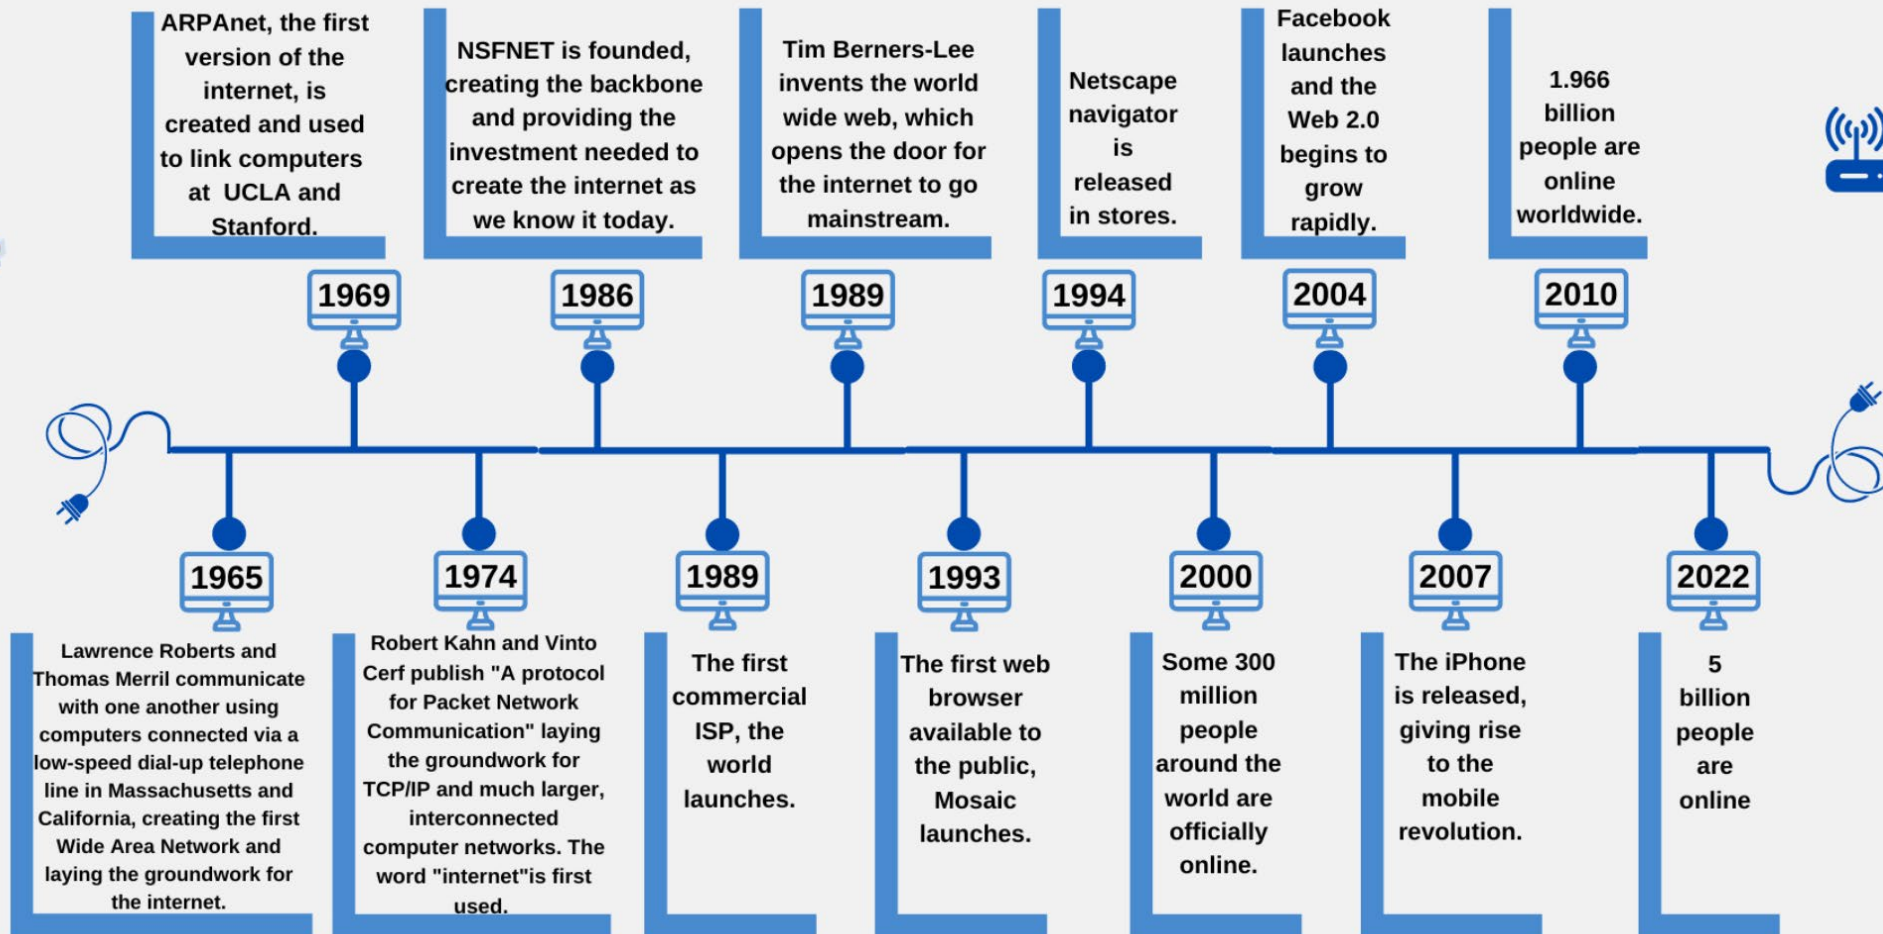 ARPAnet, the first
version of the
internet, is
created and used
to link computers
at UCLA and
Stanford.
1969
NSFNET is founded,
creating the backbone
and providing the
investment needed to
create the internet as
we know it today.
1986
Tim Berners-Lee
invents the world
wide web, which
opens the door for
the internet to go
mainstream.
1989
Netscape
navigator
is
released
in stores.
1994
Facebook
launches
and the
Web 2.0
begins to
grow
rapidly.
2004
1.966
billion
people are
online
worldwide.
2010
1965
Lawrence Roberts and
Thomas Merril communicate
with one another using
computers connected via a
low-speed dial-up telephone
line in Massachusetts and
California, creating the first
Wide Area Network and
laying the groundwork for
the internet.
1974
Robert Kahn and Vinto
Cerf publish "A protocol
for Packet Network
Communication" laying
the groundwork for
TCP/IP and much larger,
interconnected
computer networks. The
word "internet"is first
used.
1989
The first
commercial
ISP, the
world
launches.
1993
The first web
browser
available to
the public,
Mosaic
launches.
2000
Some 300
million
people
around the
world are
officially
online.
2007
The iPhone
is released,
giving rise
to the
mobile
revolution.
2022
5
billion
people
are
online